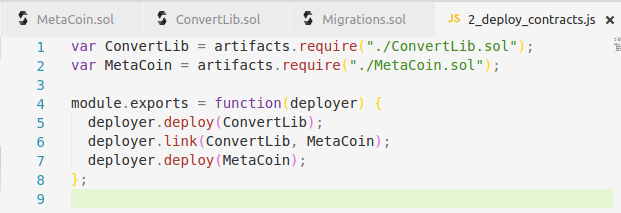 MetaCoin.sol ConvertLib.sol Migrations.sol JS 2_deploy_contracts.js ×
1 var ConvertLib = artifacts.require("./ConvertLib.sol");
2 var MetaCoin = artifacts.require("./MetaCoin.sol");
3
4 module.exports = function(deployer) {
5   deployer.deploy(ConvertLib);
6   deployer.link(ConvertLib, MetaCoin);
7   deployer.deploy(MetaCoin);
8 };
9